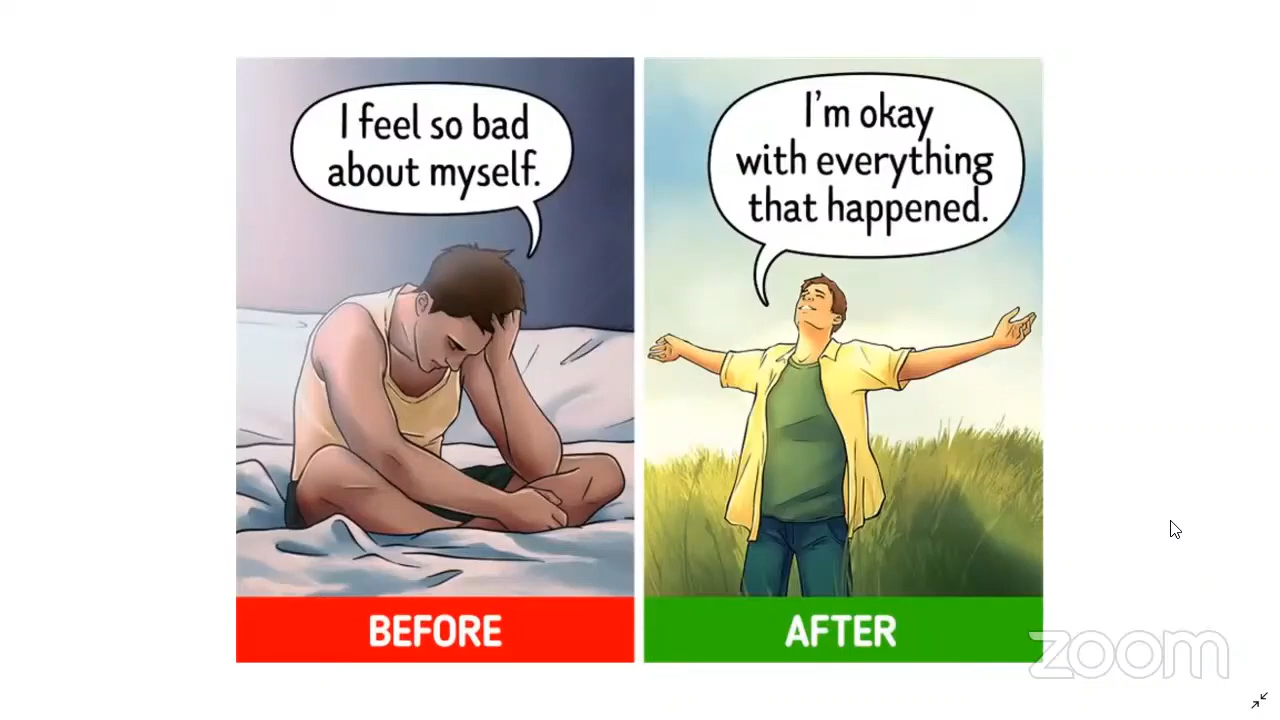 I feel so bad
about myself.
I'm okay
with everything
that happened.
BEFORE
AFTER
zoom